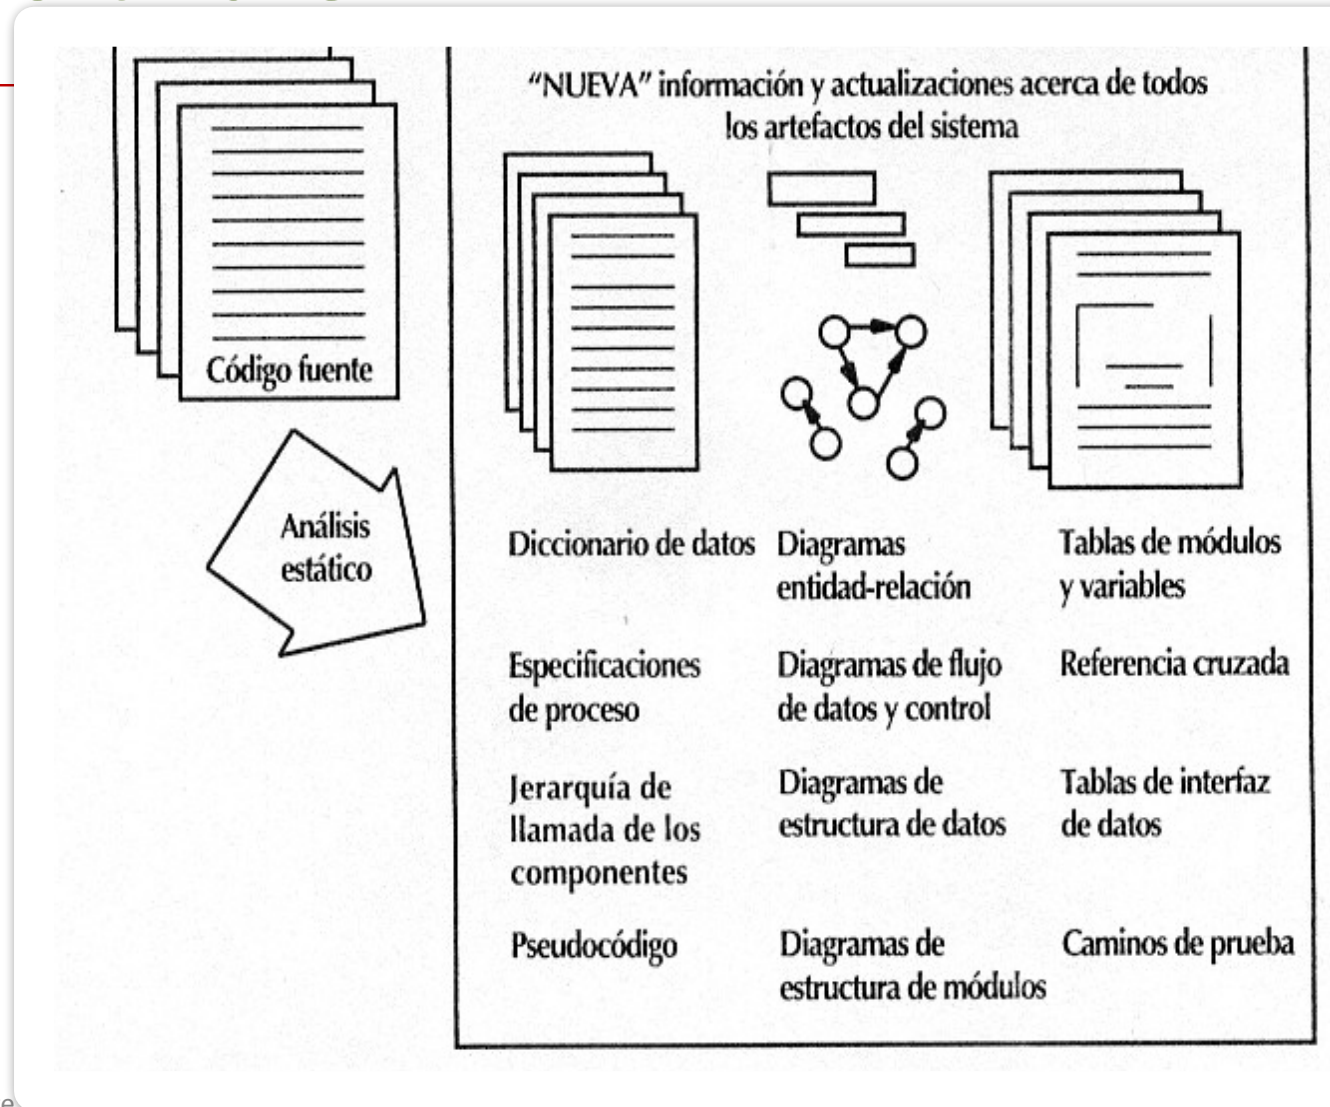 "NUEVA" información y actualizaciones acerca de todos
los artefactos del sistema
Código fuente
Análisis
estático
Diccionario de datos
Diagramas
entidad-relación
Tablas de módulos
y variables
Especificaciones
de proceso
Diagramas de flujo
de datos y control
Referencia cruzada
Jerarquía de
llamada de los
componentes
Diagramas de
estructura de datos
Tablas de interfaz
de datos
Pseudocódigo
Diagramas de
estructura de módulos
Caminos de prueba